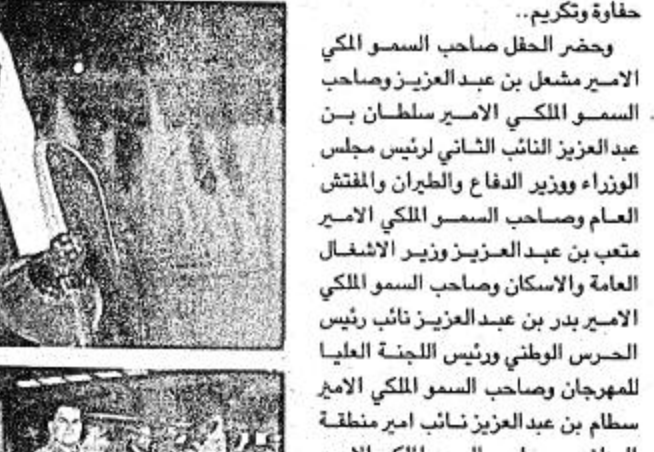 حفاوة وتكريم..
وحضر الحفل صاحب السمو الملكي
الامير مشعل بن عبدالعزيز وصاحب
السمو الملكي الامير سلطان بن
عبدالعزيز النائب الثاني لرئيس مجلس
الوزراء ووزير الدفاع والطيران والمفتش
العام وصاحب السمو الملكي الامير
متعب بن عبدالعزيز وزير الاشغال
العامة والاسكان وصاحب السمو الملكي
الامير بدر بن عبدالعزيز نائب رئيس
الحرس الوطني ورئيس اللجنة العليا
للمهرجان وصاحب السمو الملكي الامير
سطام بن عبدالعزيز نائب امير منطقة